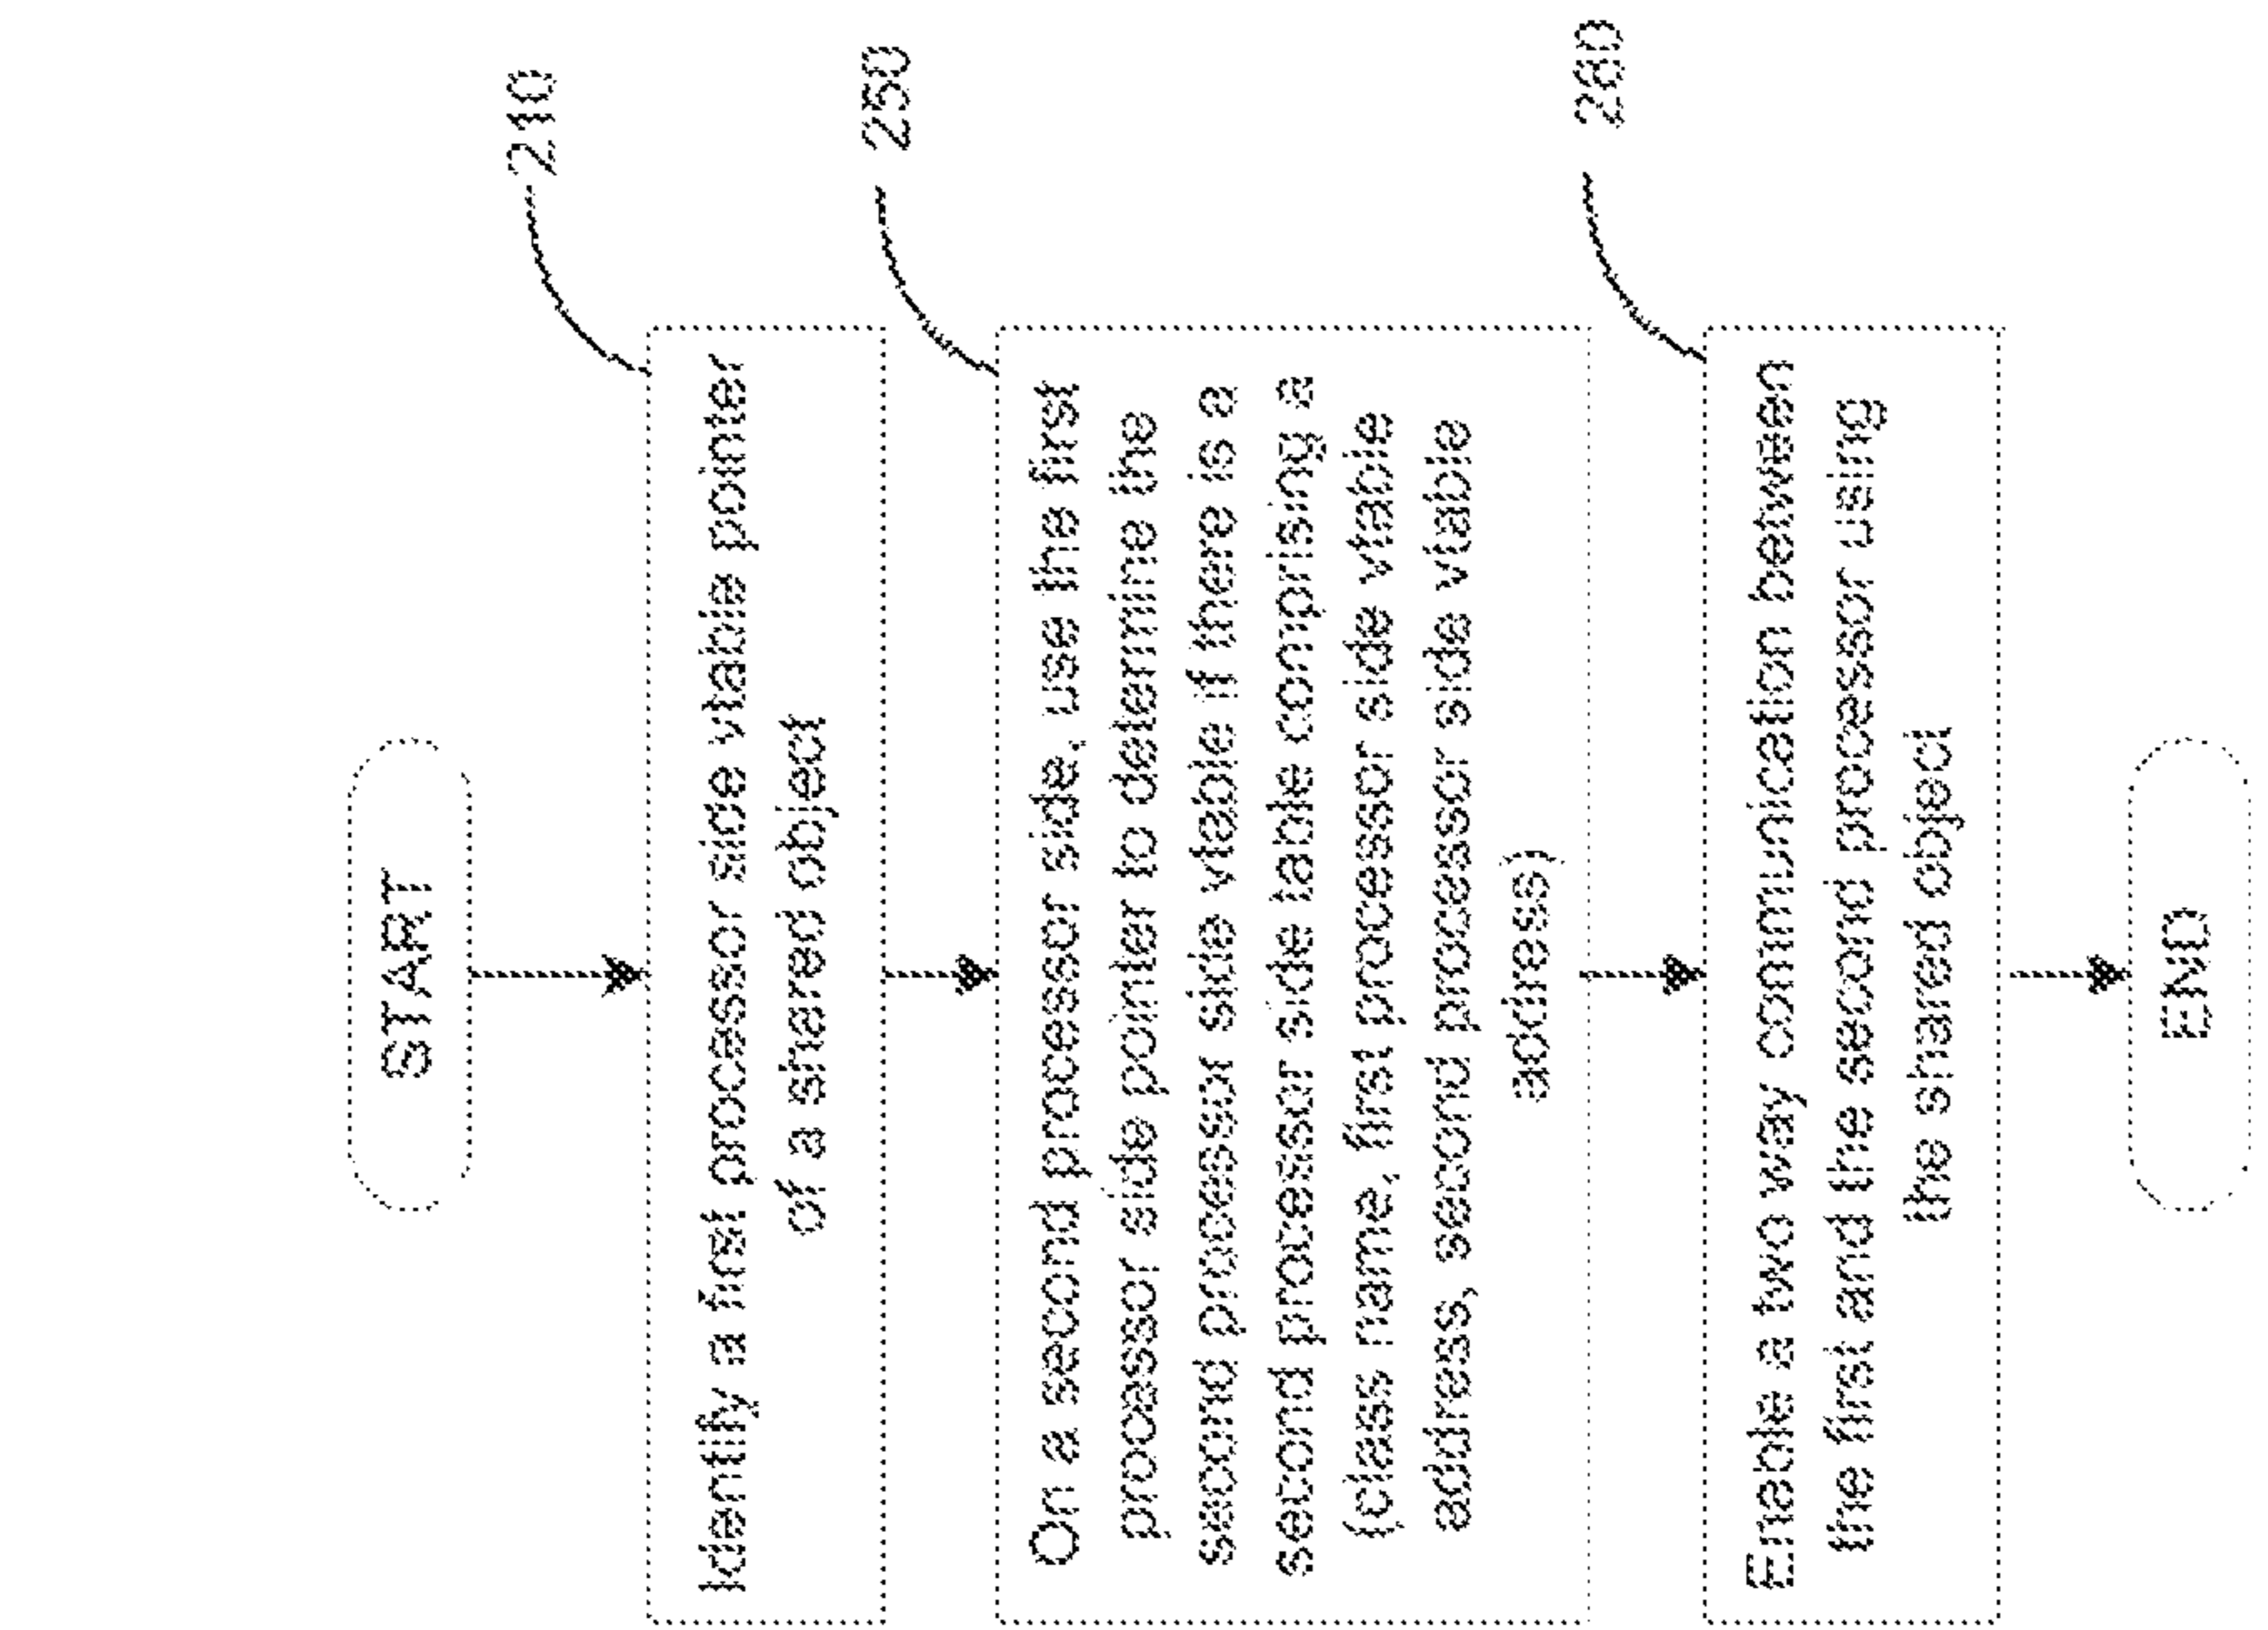 START
210
Identify a first processor side vtable pointer
of a shared object
250
On a second processor side, use the first
processor side pointer to determine the
second processor side vtable if there is a
second processor side table comprising a
(class name, first processor side vtable
address, second processor side vtable
address)
280
Enable a two way communication between
the first and the second processor using
the shared object
END